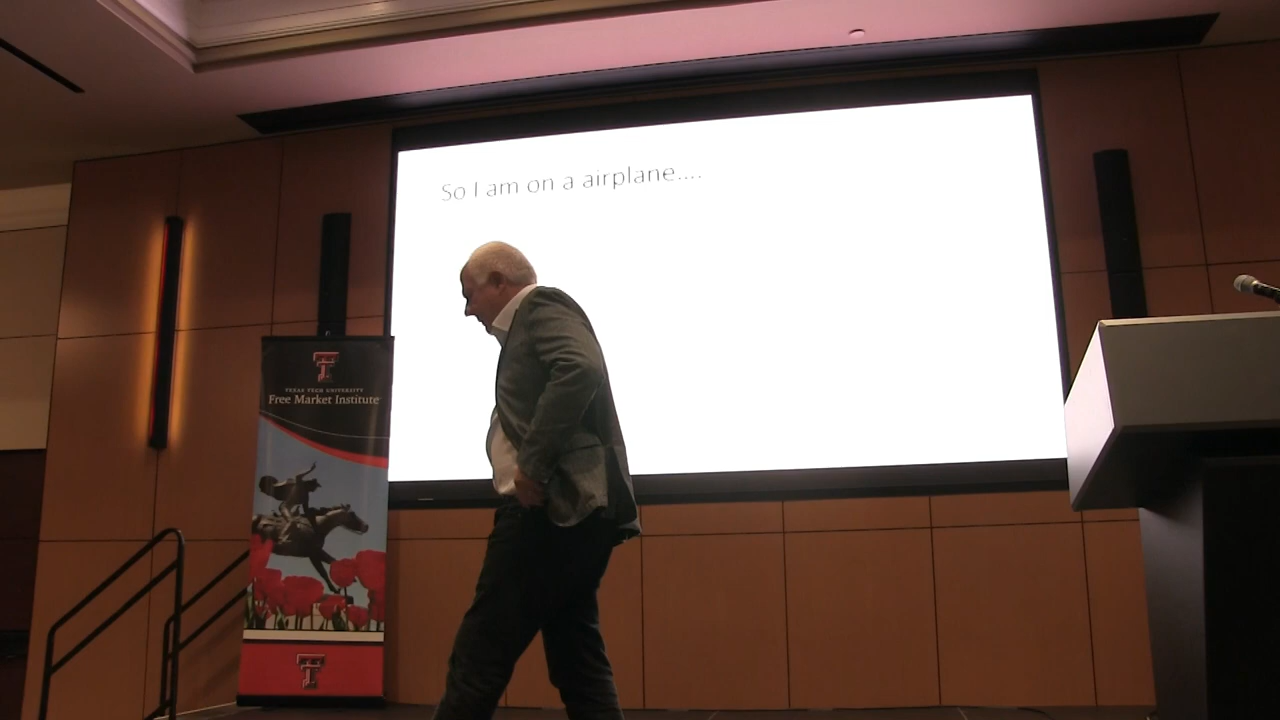 So I am on a airplane....
TEXAS TECH UNIVERSITY
Free Market Institute